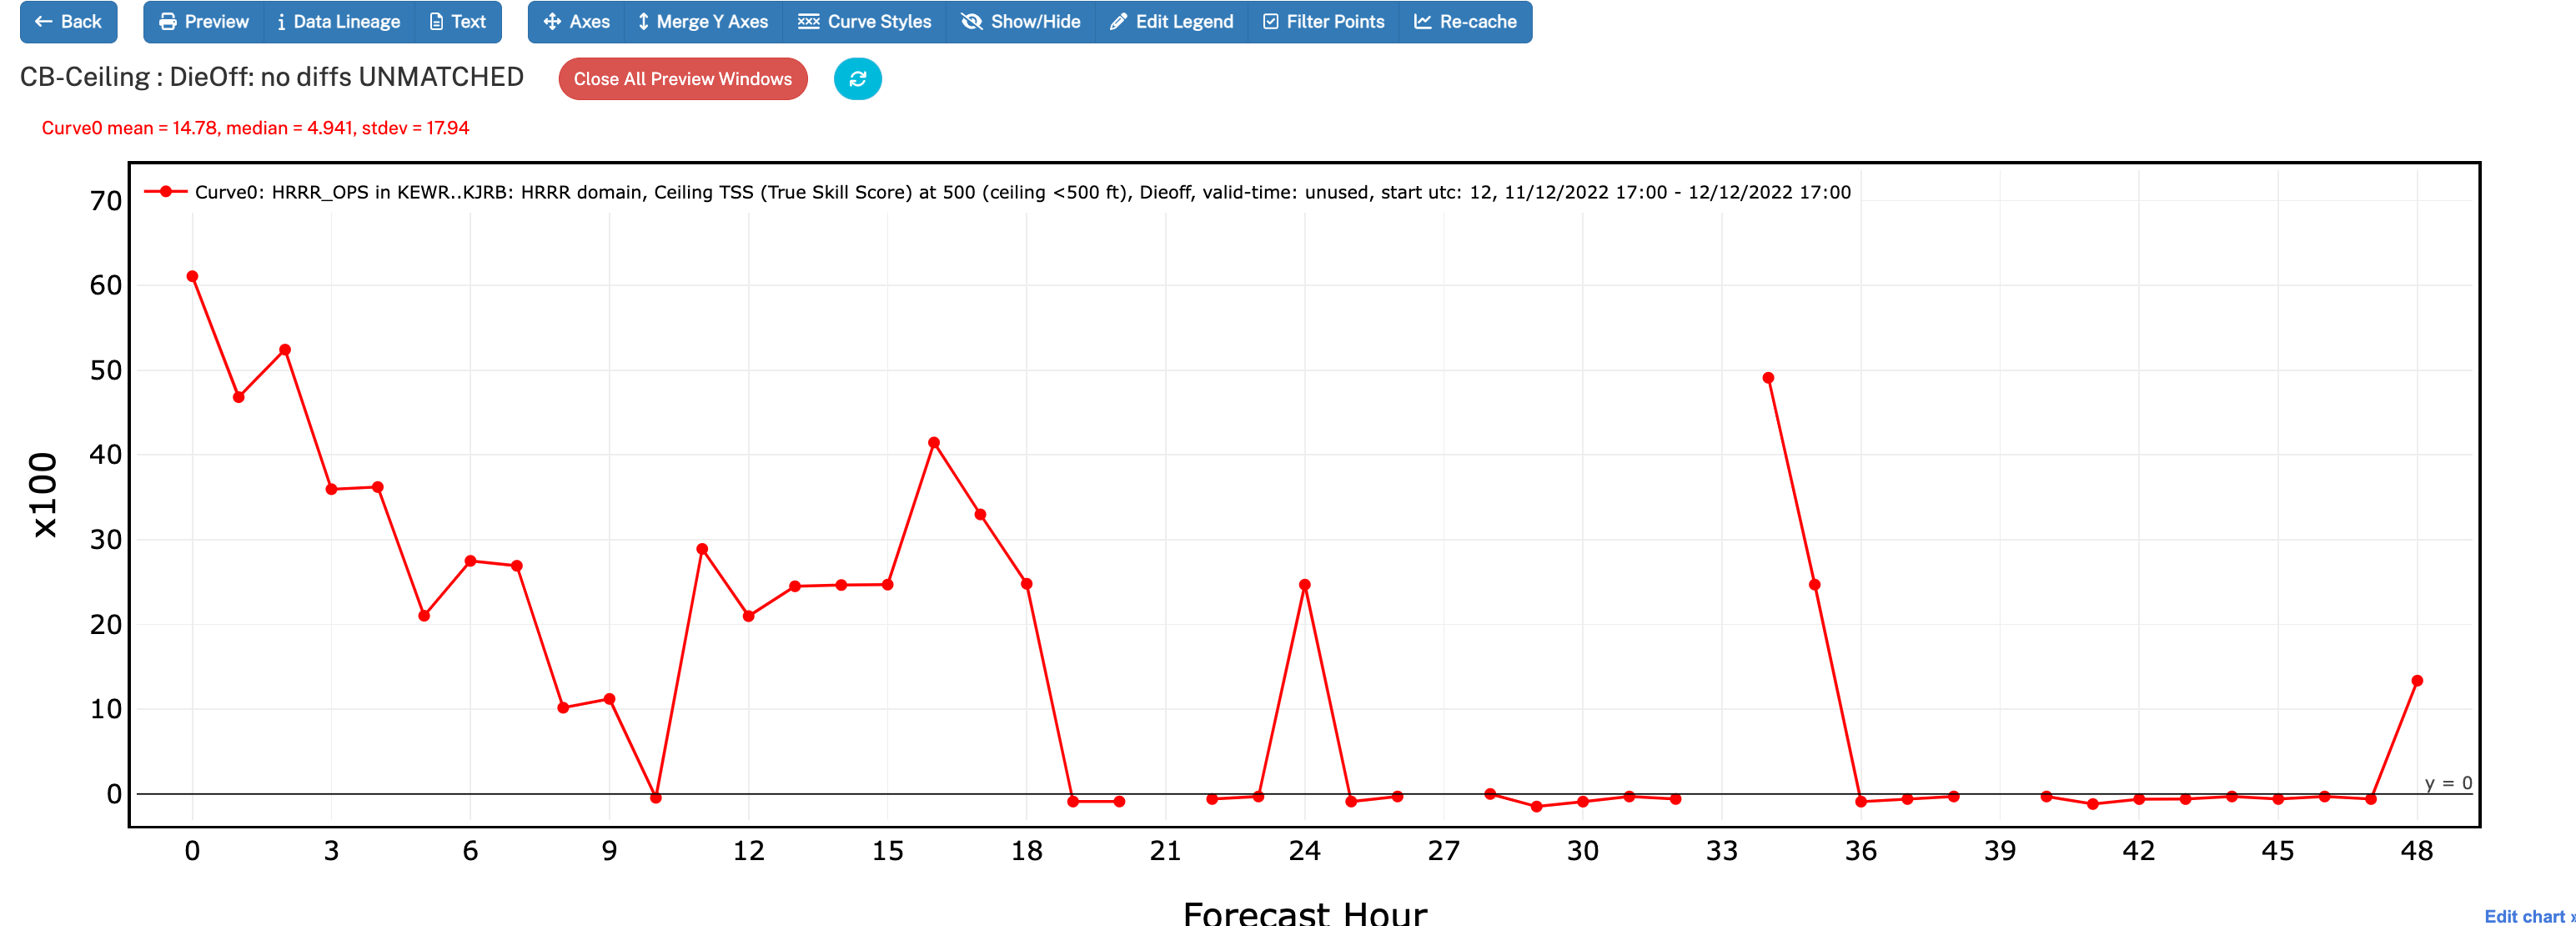 Back Preview Data Lineage Text Axes Merge Y Axes Curve Styles Show/Hide Edit Legend Filter Points Re-cache
CB-Ceiling : DieOff: no diffs UNMATCHED Close All Preview Windows
Curve0 mean = 14.78, median = 4.941, stdev = 17.94
Curve0: HRRR_OPS in KEWR..KJRB: HRRR domain, Ceiling TSS (True Skill Score) at 500 (ceiling <500 ft), Dieoff, valid-time: unused, start utc: 12, 11/12/2022 17:00 - 12/12/2022 17:00
70
60
50
40
30
20
10
0
x100
y = 0
0 3 6 9 12 15 18 21 24 27 30 33 36 39 42 45 48
Forecast Hour
Edit chart »